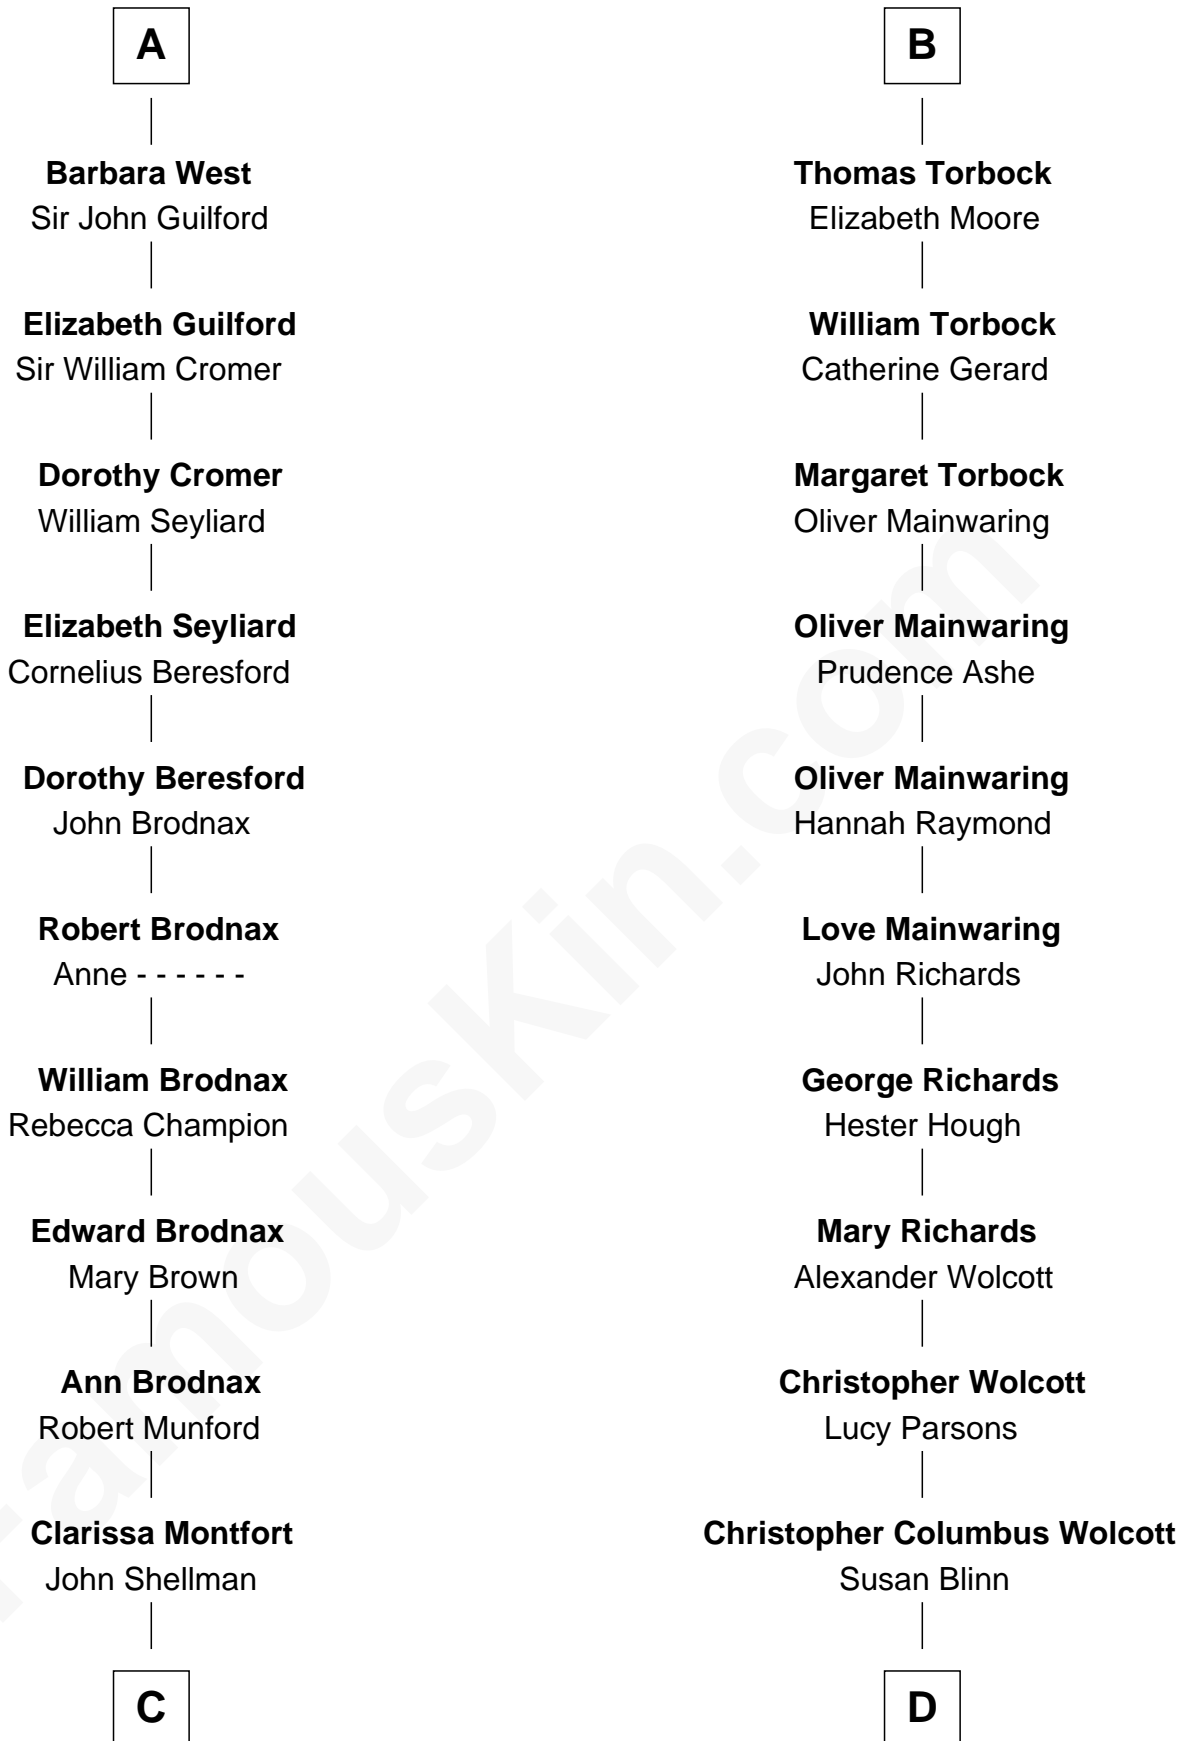 A
Barbara West
Sir John Guilford
Elizabeth Guilford
Sir William Cromer
Dorothy Cromer
William Seyliard
Elizabeth Seyliard
Cornelius Beresford
Dorothy Beresford
John Brodnax
Robert Brodnax
Anne - - - - - -
William Brodnax
Rebecca Champion
Edward Brodnax
Mary Brown
Ann Brodnax
Robert Munford
Clarissa Montfort
John Shellman
C
B
Thomas Torbock
Elizabeth Moore
William Torbock
Catherine Gerard
Margaret Torbock
Oliver Mainwaring
Oliver Mainwaring
Prudence Ashe
Oliver Mainwaring
Hannah Raymond
Love Mainwaring
John Richards
George Richards
Hester Hough
Mary Richards
Alexander Wolcott
Christopher Wolcott
Lucy Parsons
Christopher Columbus Wolcott
Susan Blinn
D
FamousKin.com